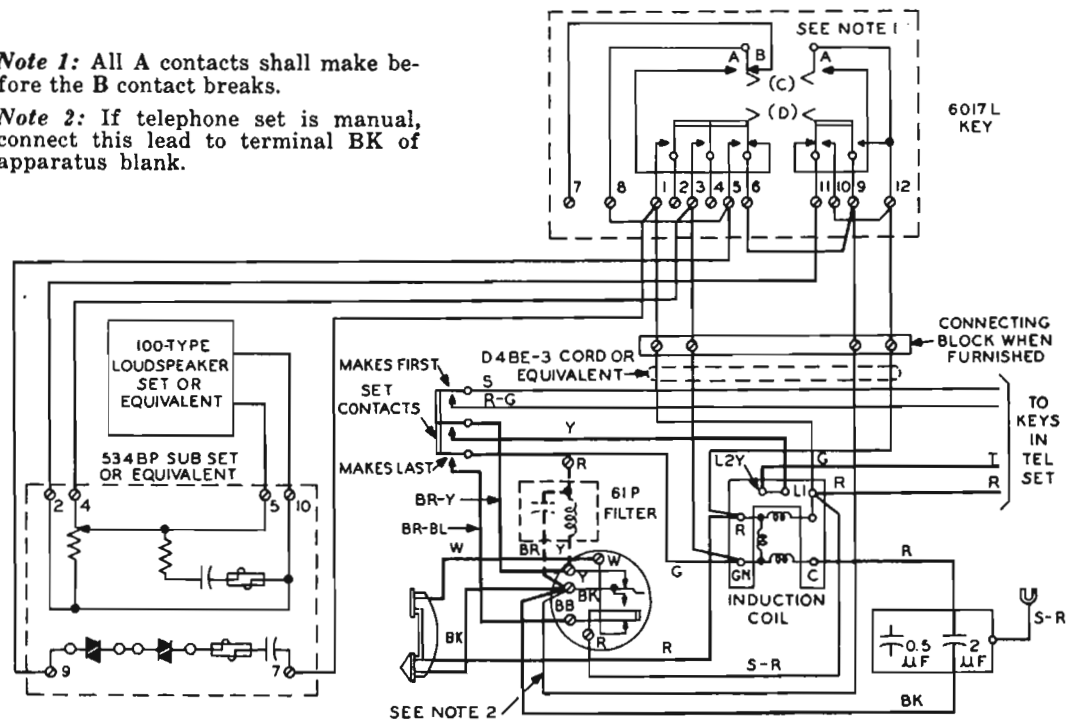 Note 1: All A contacts shall make be-
fore the B contact breaks.
Note 2: If telephone set is manual,
connect this lead to terminal BK of
apparatus blank.
SEE NOTE 1
A B A
(C)
(D)
6017L
KEY
7 8 1 2 3 4 5 6 11 10 9 12
100-TYPE
LOUDSPEAKER
SET OR
EQUIVALENT
534BP SUB SET
OR EQUIVALENT
2 4 5 10
9 7
MAKES FIRST
SET
CONTACTS
MAKES LAST
D4BE-3 CORD OR
EQUIVALENT
CONNECTING
BLOCK WHEN
FURNISHED
S
R-G
Y
R
TO
KEYS
IN
TEL
SET
G T
R R
L2Y L1
BR-Y
BR-BL
61P
FILTER
BR Y
W W
Y
BK
BB
R
BK
G
R
GN C
INDUCTION
COIL
R
R
S-R
S-R
0.5
μF
2
μF
BK
SEE NOTE 2